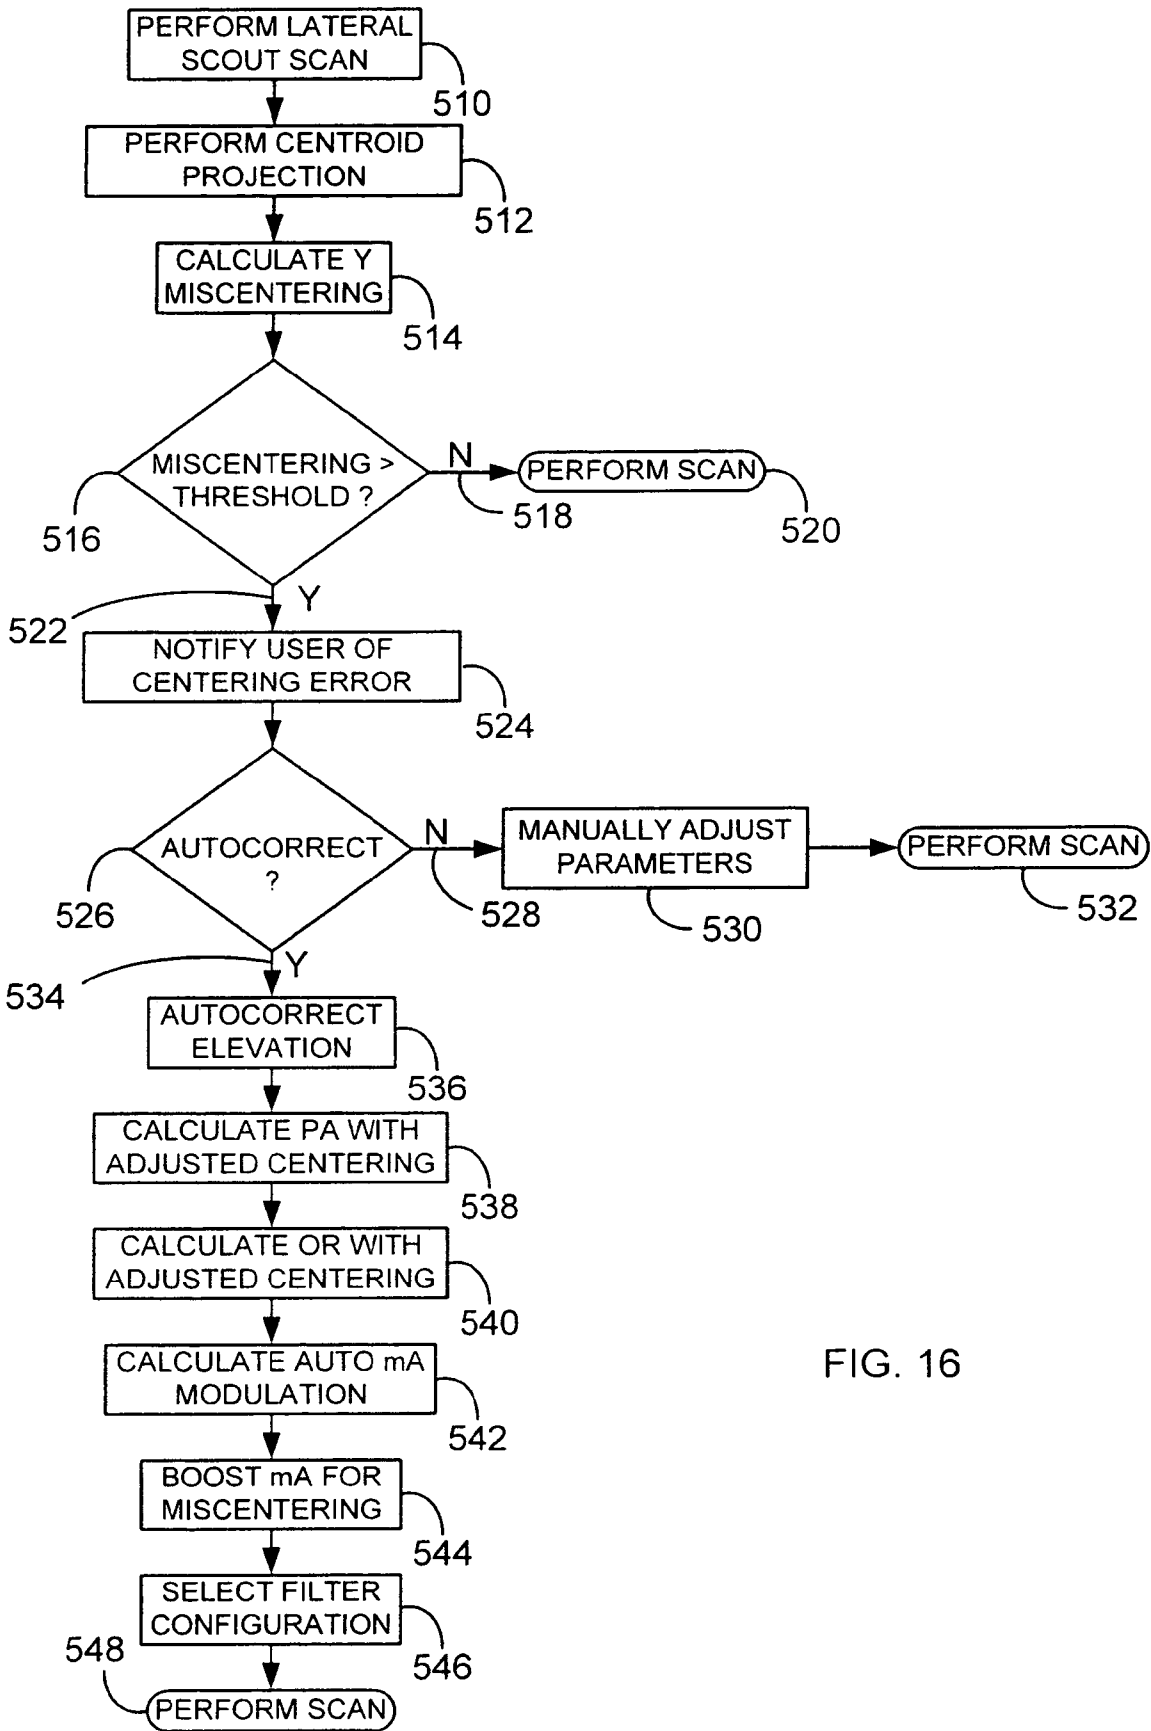 PERFORM LATERAL
SCOUT SCAN
510
PERFORM CENTROID
PROJECTION
512
CALCULATE Y
MISCENTERING
514
MISCENTERING >
THRESHOLD ?
516
N
518
PERFORM SCAN
520
522
Y
NOTIFY USER OF
CENTERING ERROR
524
AUTOCORRECT
?
526
N
528
MANUALLY ADJUST
PARAMETERS
530
PERFORM SCAN
532
534
Y
AUTOCORRECT
ELEVATION
536
CALCULATE PA WITH
ADJUSTED CENTERING
538
CALCULATE OR WITH
ADJUSTED CENTERING
540
CALCULATE AUTO mA
MODULATION
542
FIG. 16
BOOST mA FOR
MISCENTERING
544
SELECT FILTER
CONFIGURATION
546
548
PERFORM SCAN